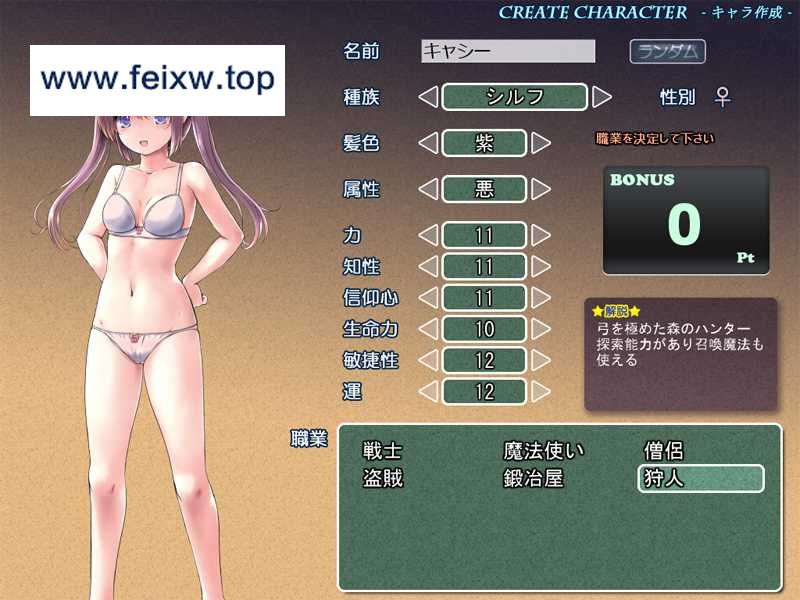 CREATE CHARACTER - キャラ作成 -
www.feixw.top
名前 キャシー ランダム
種族 シルフ 性別 ♀
髪色 紫 職業を決定して下さい
属性 悪
BONUS
0
Pt
力 11
知性 11
信仰心 11
生命力 10
敏捷性 12
運 12
★解説★
弓を極めた森のハンター
探索能力があり召喚魔法も
使える
職業
戦士 魔法使い 僧侶
盗賊 鍛冶屋 狩人